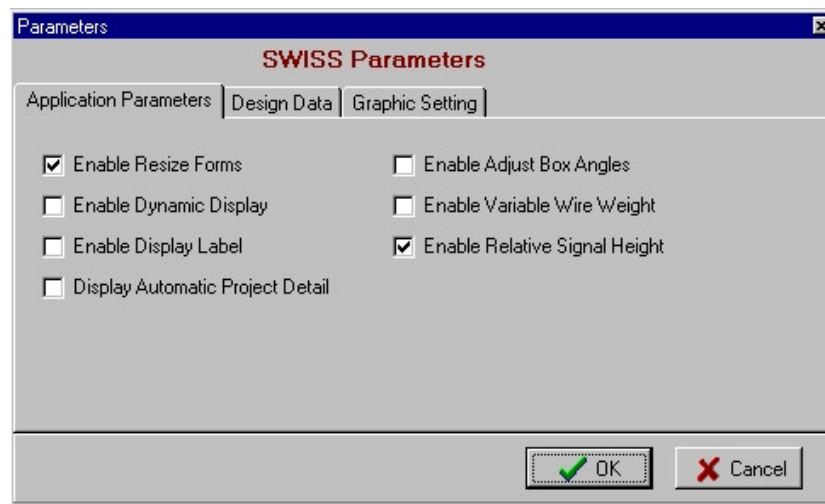 Parameters
SWISS Parameters
Application Parameters Design Data Graphic Setting
Enable Resize Forms Enable Adjust Box Angles
Enable Dynamic Display Enable Variable Wire Weight
Enable Display Label Enable Relative Signal Height
Display Automatic Project Detail
OK Cancel